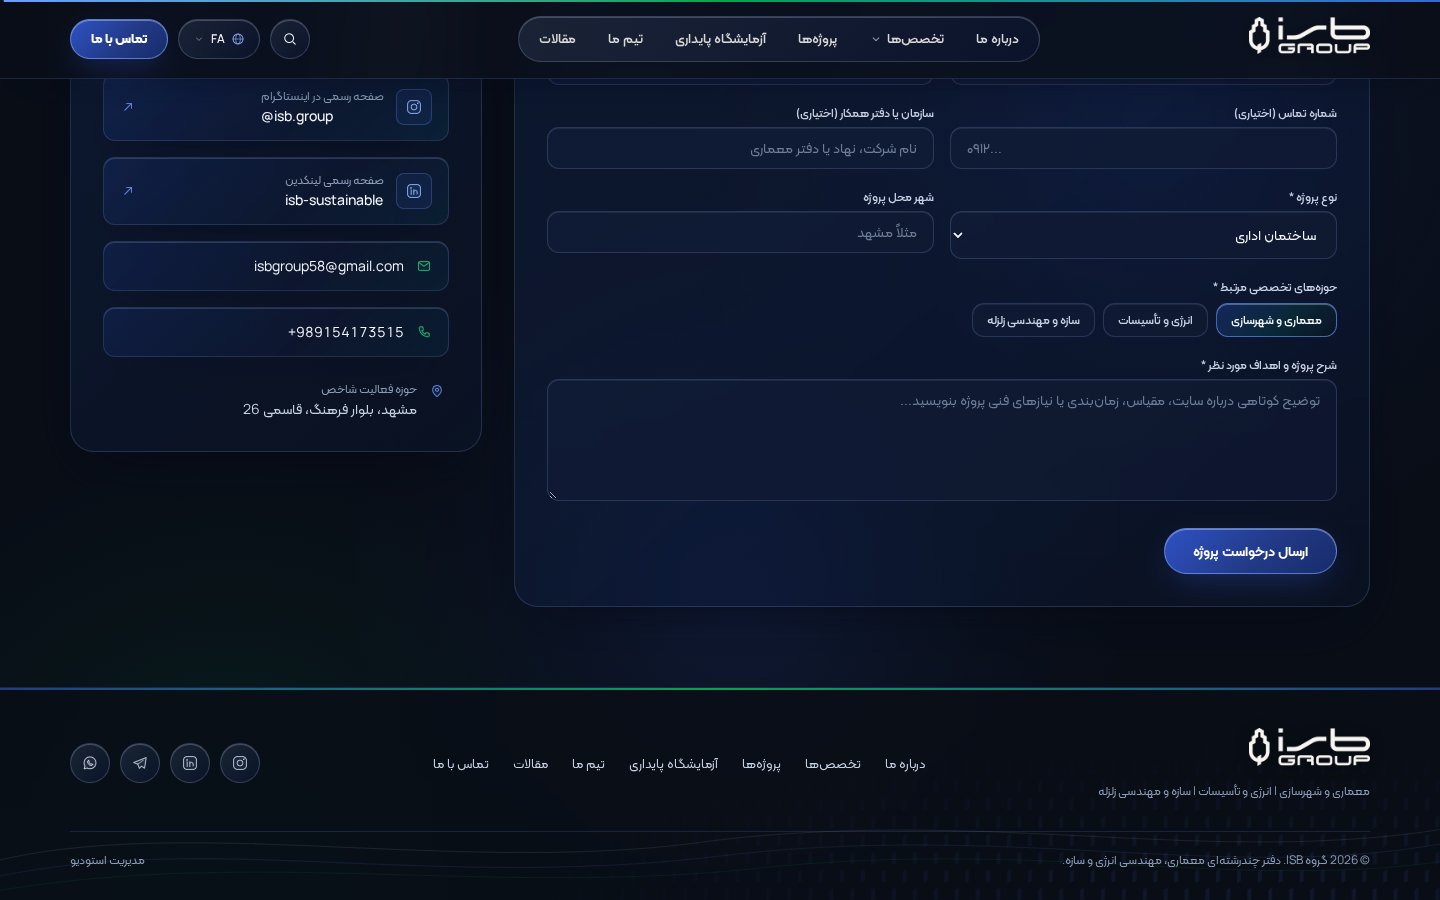 isb GROUP
درباره ما
تخصص‌ها
پروژه‌ها
آزمایشگاه پایداری
تیم ما
مقالات
FA
تماس با ما
شماره تماس (اختیاری)
۰۹۱۲...
سازمان یا دفتر همکار (اختیاری)
نام شرکت، نهاد یا دفتر معماری
نوع پروژه *
ساختمان اداری
شهر محل پروژه
مثلاً مشهد
حوزه‌های تخصصی مرتبط *
معماری و شهرسازی
انرژی و تأسیسات
سازه و مهندسی زلزله
شرح پروژه و اهداف مورد نظر *
توضیح کوتاهی درباره سایت، مقیاس، زمان‌بندی یا نیازهای فنی پروژه بنویسید...
ارسال درخواست پروژه
صفحه رسمی در اینستاگرام
@isb.group
صفحه رسمی لینکدین
isb-sustainable
isbgroup58@gmail.com
+989154173515
حوزه فعالیت شاخص
مشهد، بلوار فرهنگ، قاسمی 26
isb GROUP
معماری و شهرسازی | انرژی و تأسیسات | سازه و مهندسی زلزله
درباره ما
تخصص‌ها
پروژه‌ها
آزمایشگاه پایداری
تیم ما
مقالات
تماس با ما
© 2026 گروه ISB. دفتر چندرشته‌ای معماری، مهندسی انرژی و سازه.
مدیریت استودیو